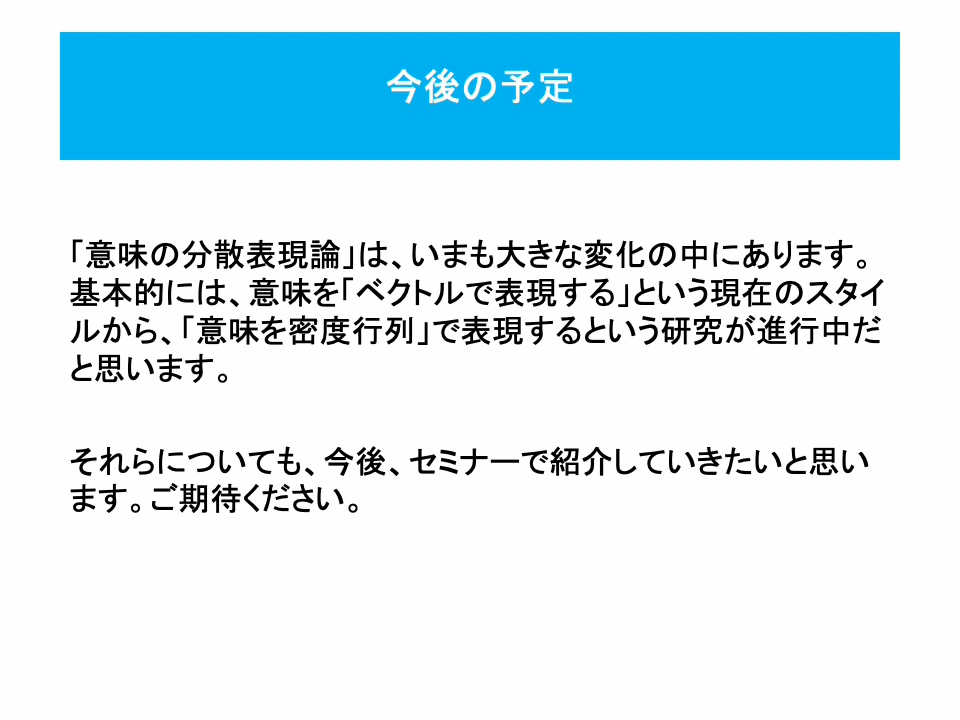 今後の予定
「意味の分散表現論」は、いまも大きな変化の中にあります。
基本的には、意味を「ベクトルで表現する」という現在のスタイ
ルから、「意味を密度行列」で表現するという研究が進行中だ
と思います。
それらについても、今後、セミナーで紹介していきたいと思い
ます。ご期待ください。